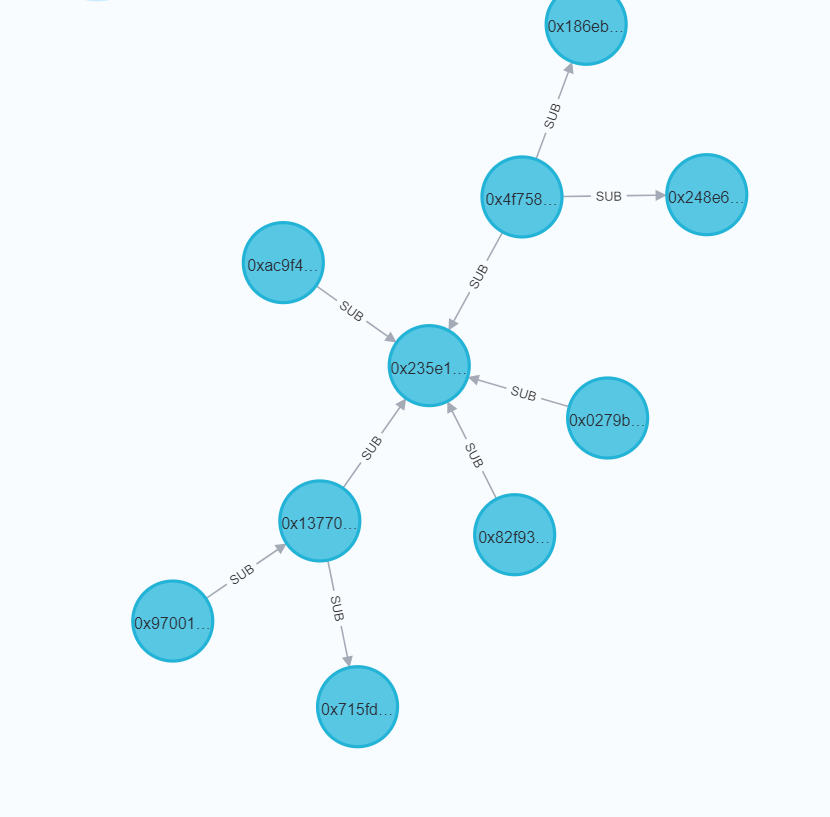 0x186eb…
SUB
0x4f758…
SUB
0x248e6…
SUB
0xac9f4…
SUB
0x235e1…
SUB
0x0279b…
SUB
SUB
0x13770…
0x82f93…
SUB
SUB
0x97001…
0x715fd…